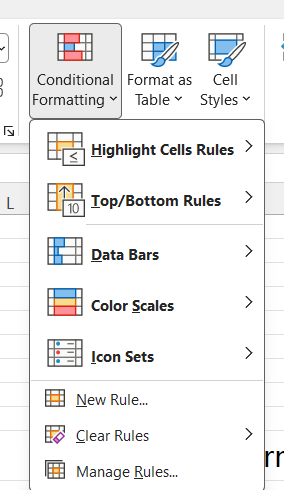 Conditional Formatting
Format as Table
Cell Styles
L
≤
Highlight Cells Rules
10
Top/Bottom Rules
Data Bars
Color Scales
Icon Sets
New Rule...
Clear Rules
Manage Rules...